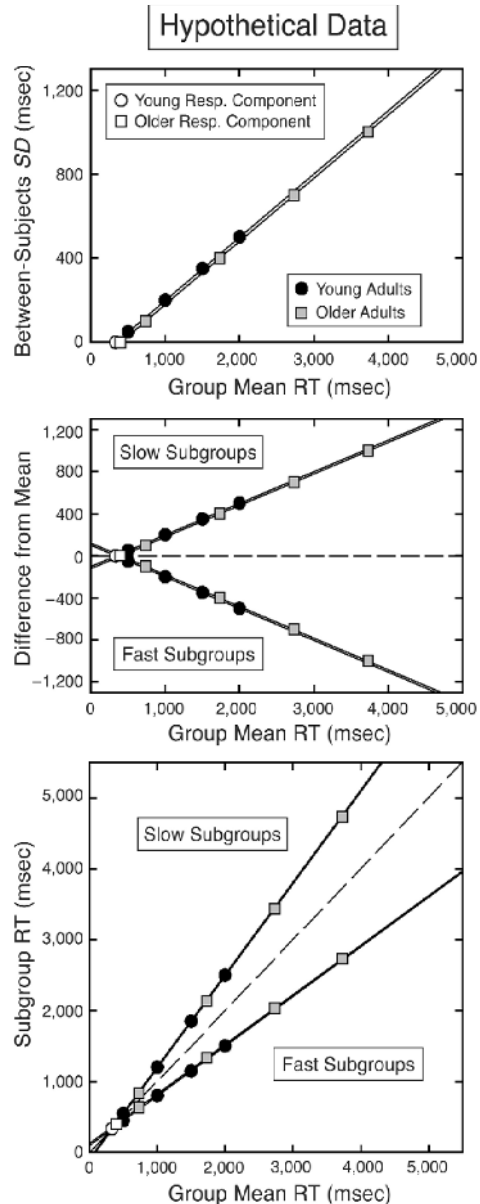 Hypothetical Data
Between-Subjects SD (msec)
1,200
800
400
0
Young Resp. Component
Older Resp. Component
Young Adults
Older Adults
0 1,000 2,000 3,000 4,000 5,000
Group Mean RT (msec)
Difference from Mean
1,200
800
400
0
−400
−800
−1,200
Slow Subgroups
Fast Subgroups
0 1,000 2,000 3,000 4,000 5,000
Group Mean RT (msec)
Subgroup RT (msec)
5,000
4,000
3,000
2,000
1,000
0
Slow Subgroups
Fast Subgroups
0 1,000 2,000 3,000 4,000 5,000
Group Mean RT (msec)